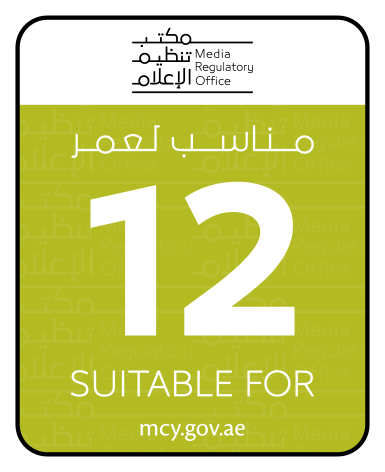 مكتب
تنظيم
الإعلام
Media
Regulatory
Office
مناسب لعمر
12
SUITABLE FOR
mcy.gov.ae